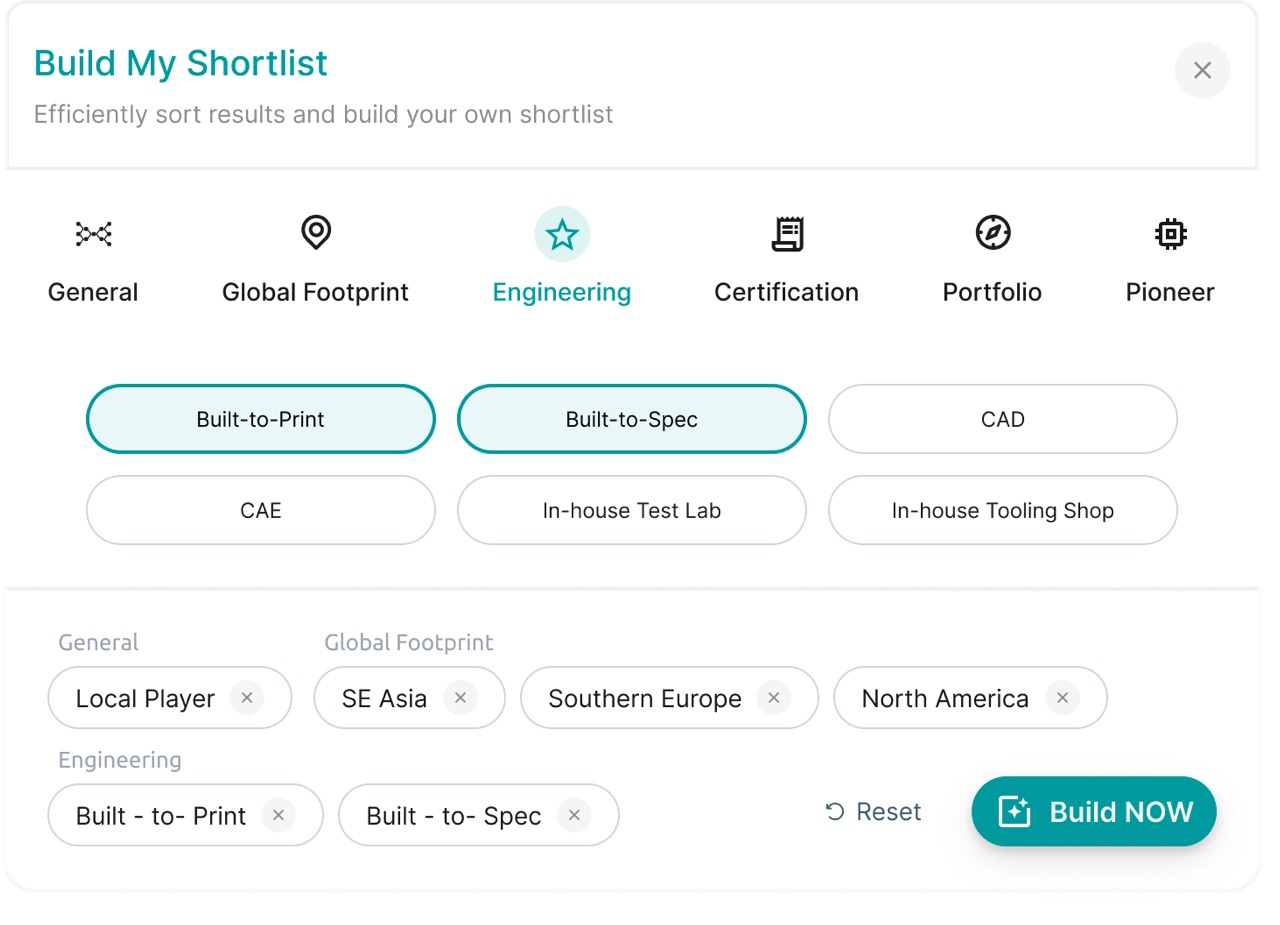 Build My Shortlist
Efficiently sort results and build your own shortlist
General
Global Footprint
Engineering
Certification
Portfolio
Pioneer
Built-to-Print
Built-to-Spec
CAD
CAE
In-house Test Lab
In-house Tooling Shop
General
Global Footprint
Local Player
SE Asia
Southern Europe
North America
Engineering
Built - to- Print
Built - to- Spec
Reset
Build NOW